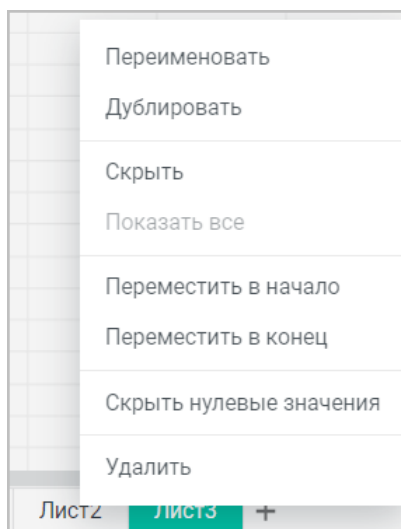 Переименовать
Дублировать
Скрыть
Показать все
Переместить в начало
Переместить в конец
Скрыть нулевые значения
Удалить
Лист2 Лист3 +